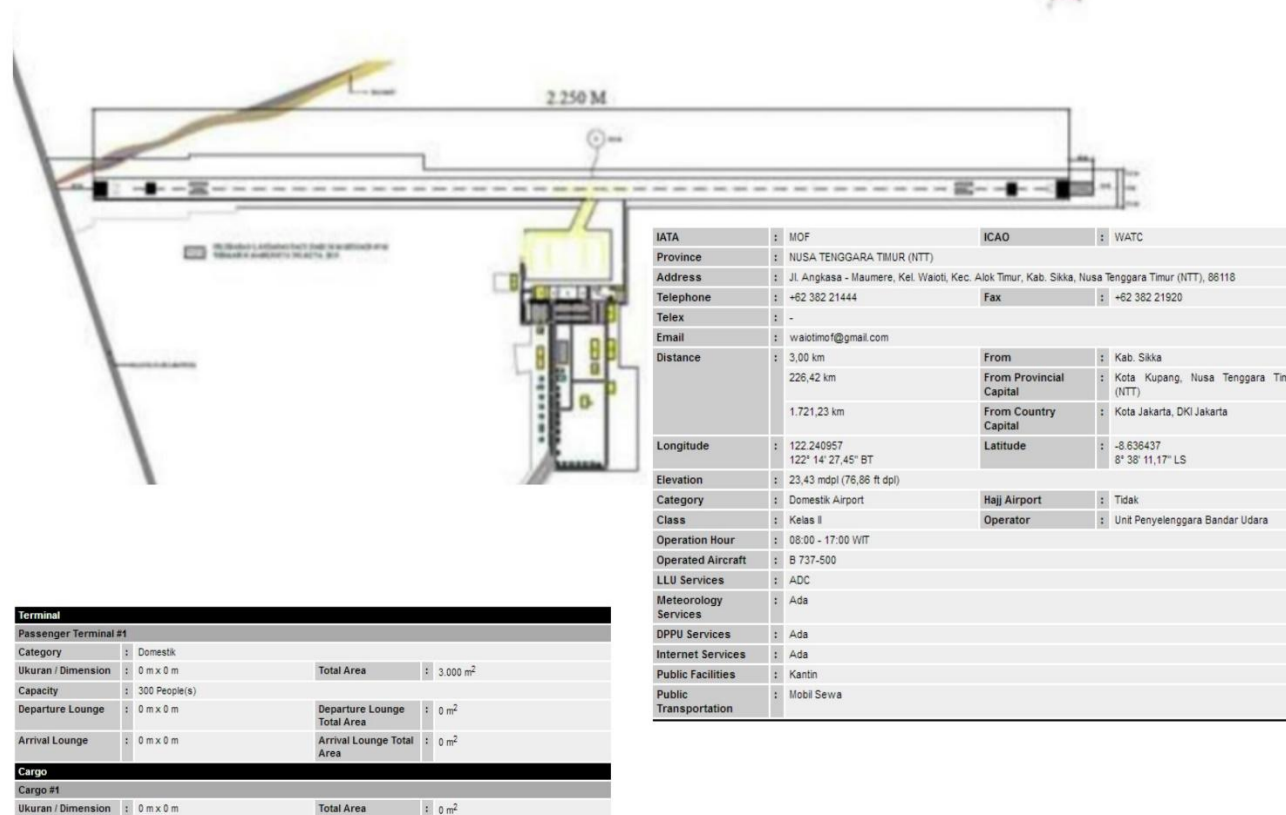 2.250 M
IATA : MOF ICAO : WATC
Province : NUSA TENGGARA TIMUR (NTT)
Address : Jl. Angkasa - Maumere, Kel. Waioti, Kec. Alok Timur, Kab. Sikka, Nusa Tenggara Timur (NTT), 86118
Telephone : +62 382 21444 Fax : +62 382 21920
Telex : -
Email : waiotimof@gmail.com
Distance : 3,00 km From : Kab. Sikka
226,42 km From Provincial : Kota Kupang, Nusa Tenggara Tim
Capital (NTT)
1.721,23 km From Country : Kota Jakarta, DKI Jakarta
Capital
Longitude : 122.240957 Latitude : -8.636437
122° 14' 27,45" BT 8° 38' 11,17" LS
Elevation : 23,43 mdpl (76,86 ft dpl)
Category : Domestik Airport Hajj Airport : Tidak
Class : Kelas II Operator : Unit Penyelenggara Bandar Udara
Operation Hour : 08:00 - 17:00 WIT
Operated Aircraft : B 737-500
LLU Services : ADC
Meteorology : Ada
Services
DPPU Services : Ada
Internet Services : Ada
Public Facilities : Kantin
Public : Mobil Sewa
Transportation
Terminal
Passenger Terminal #1
Category : Domestik
Ukuran / Dimension : 0 m x 0 m Total Area : 3.000 m²
Capacity : 300 People(s)
Departure Lounge : 0 m x 0 m Departure Lounge : 0 m²
Total Area
Arrival Lounge : 0 m x 0 m Arrival Lounge Total : 0 m²
Area
Cargo
Cargo #1
Ukuran / Dimension : 0 m x 0 m Total Area : 0 m²